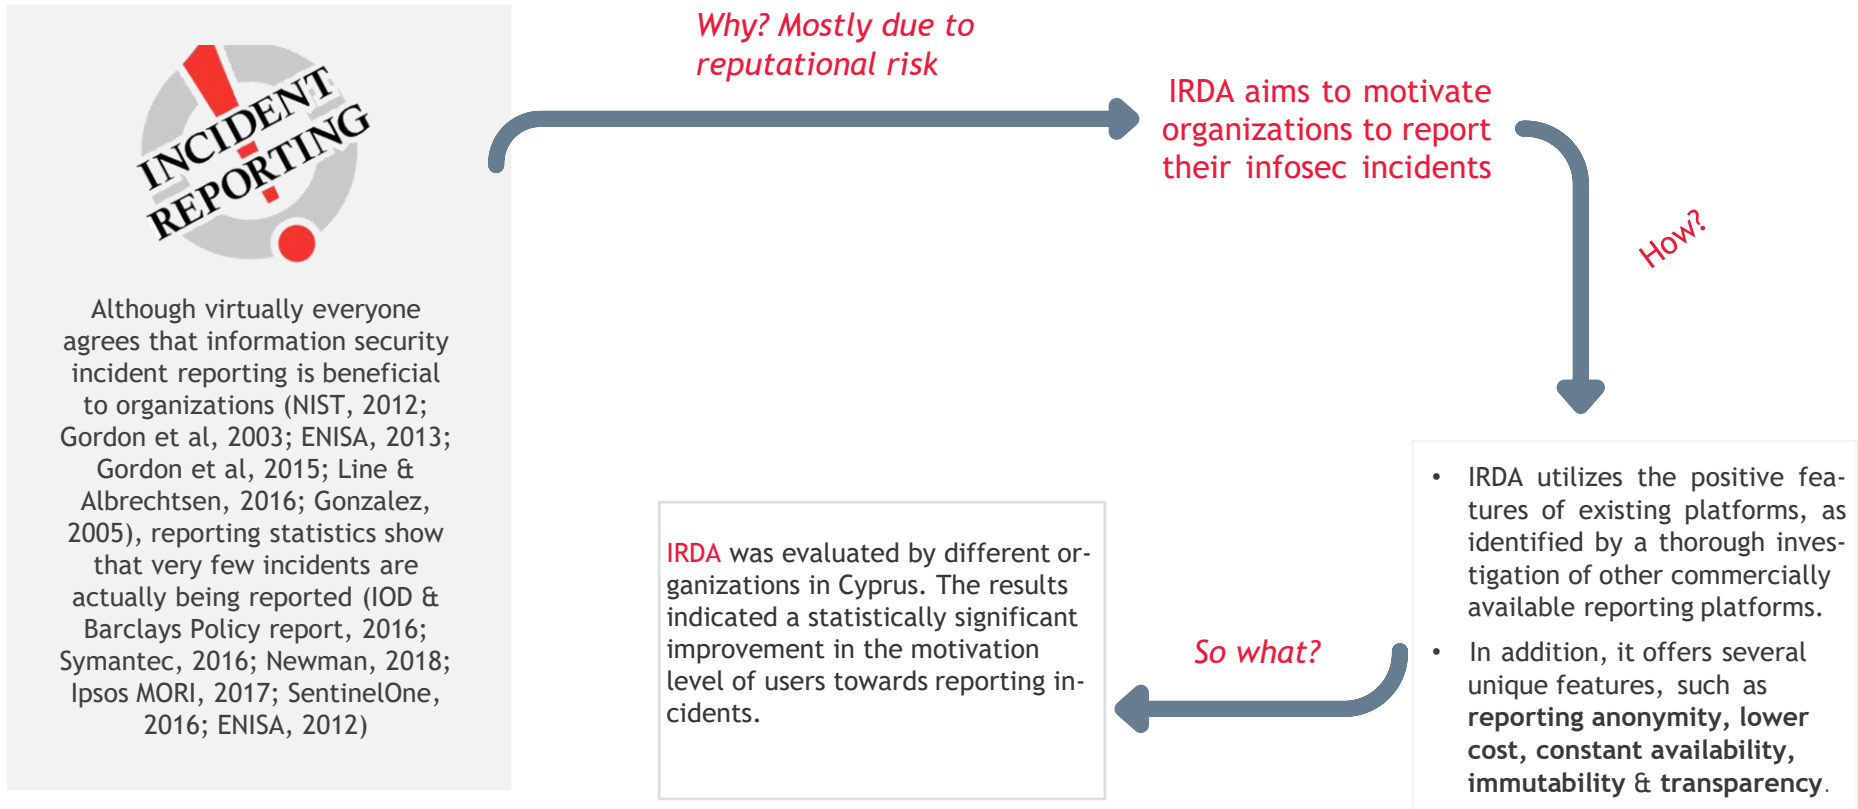 INCIDENT
REPORTING
Although virtually everyone
agrees that information security
incident reporting is beneficial
to organizations (NIST, 2012;
Gordon et al, 2003; ENISA, 2013;
Gordon et al, 2015; Line &
Albrechtsen, 2016; Gonzalez,
2005), reporting statistics show
that very few incidents are
actually being reported (IOD &
Barclays Policy report, 2016;
Symantec, 2016; Newman, 2018;
Ipsos MORI, 2017; SentinelOne,
2016; ENISA, 2012)
Why? Mostly due to
reputational risk
IRDA aims to motivate
organizations to report
their infosec incidents
How?
• IRDA utilizes the positive fea-
tures of existing platforms, as
identified by a thorough inves-
tigation of other commercially
available reporting platforms.
• In addition, it offers several
unique features, such as
reporting anonymity, lower
cost, constant availability,
immutability & transparency.
So what?
IRDA was evaluated by different or-
ganizations in Cyprus. The results
indicated a statistically significant
improvement in the motivation
level of users towards reporting in-
cidents.